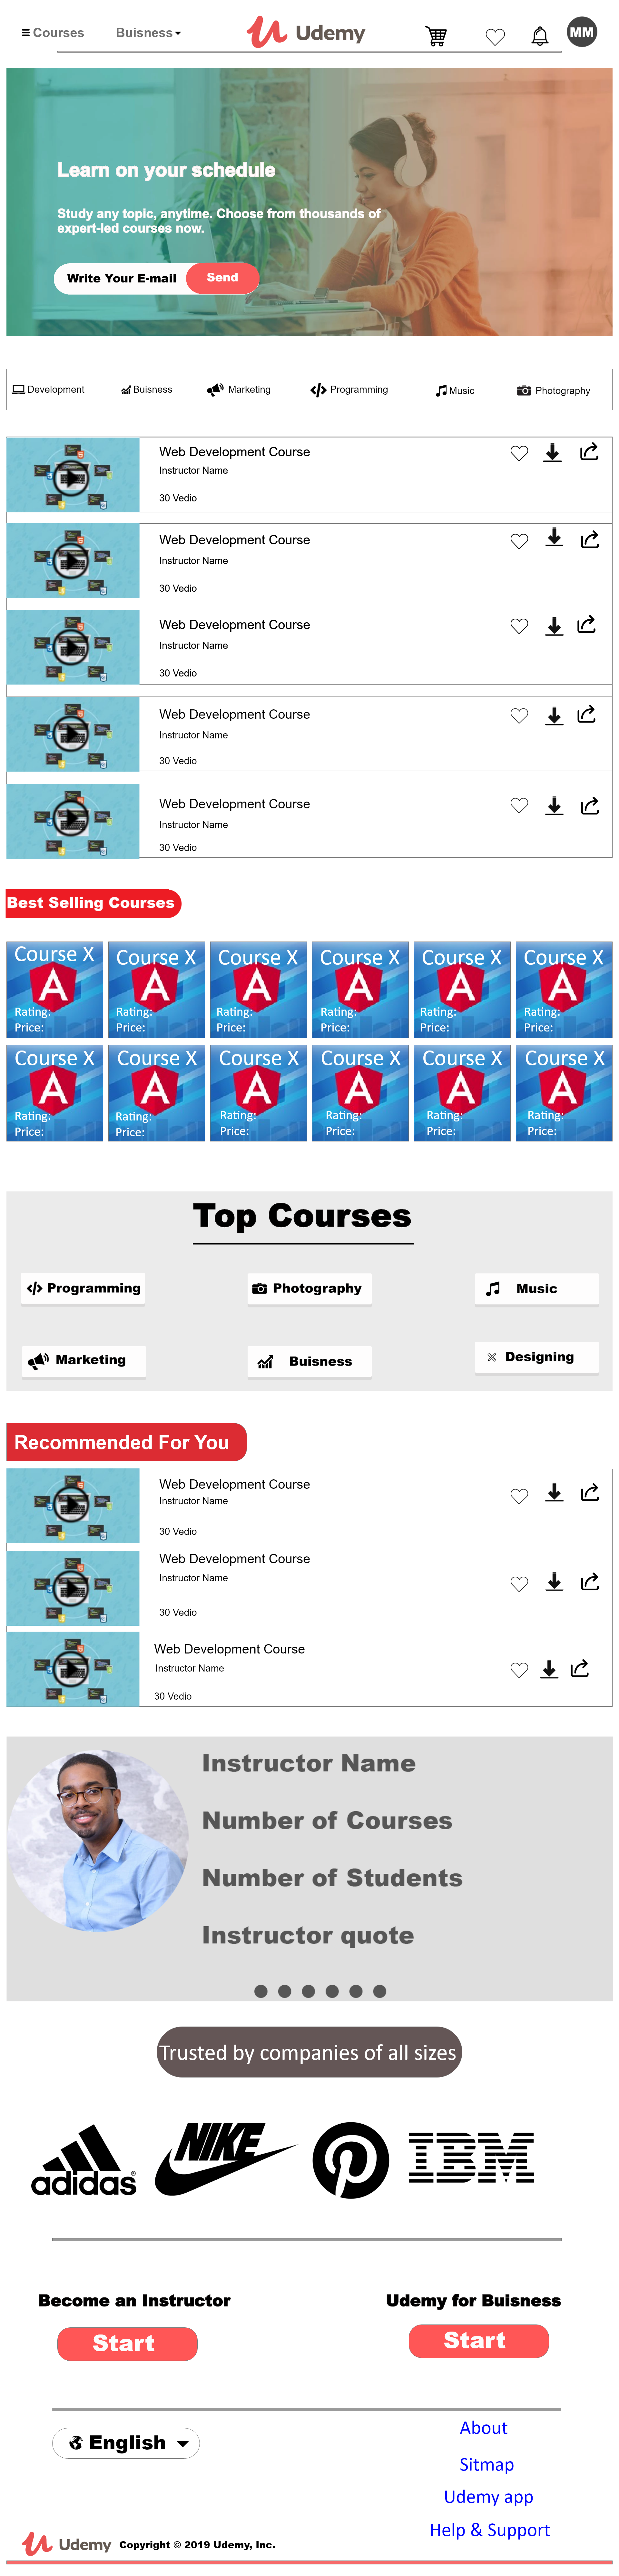 Courses
Buisness
Udemy
MM
Learn on your schedule
Study any topic, anytime. Choose from thousands of
expert-led courses now.
Write Your E-mail
Send
Development
Buisness
Marketing
Programming
Music
Photography
Web Development Course
Instructor Name
30 Vedio
Web Development Course
Instructor Name
30 Vedio
Web Development Course
Instructor Name
30 Vedio
Web Development Course
Instructor Name
30 Vedio
Web Development Course
Instructor Name
30 Vedio
Best Selling Courses
Course X
A
Rating:
Price:
Course X
A
Rating:
Price:
Course X
A
Rating:
Price:
Course X
A
Rating:
Price:
Course X
A
Rating:
Price:
Course X
A
Rating:
Price:
Course X
A
Rating:
Price:
Course X
A
Rating:
Price:
Course X
A
Rating:
Price:
Course X
A
Rating:
Price:
Course X
A
Rating:
Price:
Course X
A
Rating:
Price:
Top Courses
Programming
Photography
Music
Marketing
Buisness
Designing
Recommended For You
Web Development Course
Instructor Name
30 Vedio
Web Development Course
Instructor Name
30 Vedio
Web Development Course
Instructor Name
30 Vedio
Instructor Name
Number of Courses
Number of Students
Instructor quote
Trusted by companies of all sizes
adidas®
NIKE
IBM
Become an Instructor
Start
Udemy for Buisness
Start
English
About
Sitmap
Udemy app
Help & Support
Udemy
Copyright © 2019 Udemy, Inc.